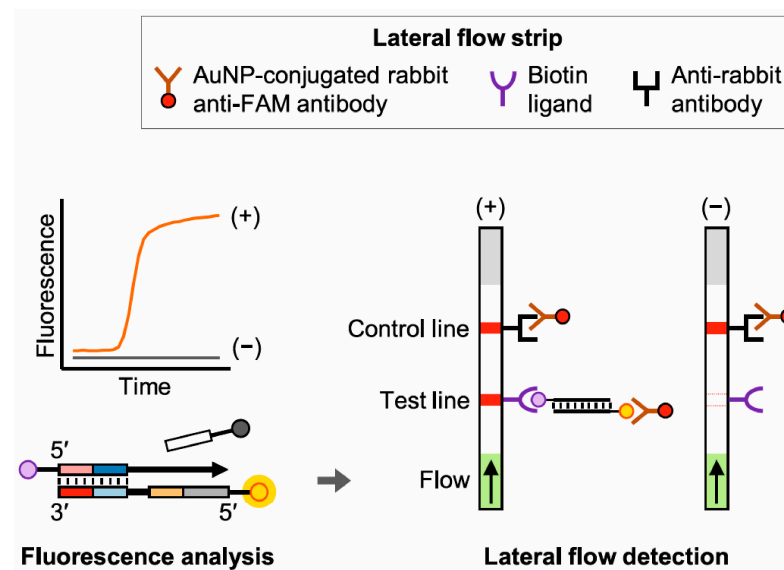 Lateral flow strip
AuNP-conjugated rabbit
anti-FAM antibody
Biotin
ligand
Anti-rabbit
antibody
Fluorescence
(+)
(−)
Time
5′
3′
5′
Fluorescence analysis
(+)
(−)
Control line
Test line
Flow
Lateral flow detection